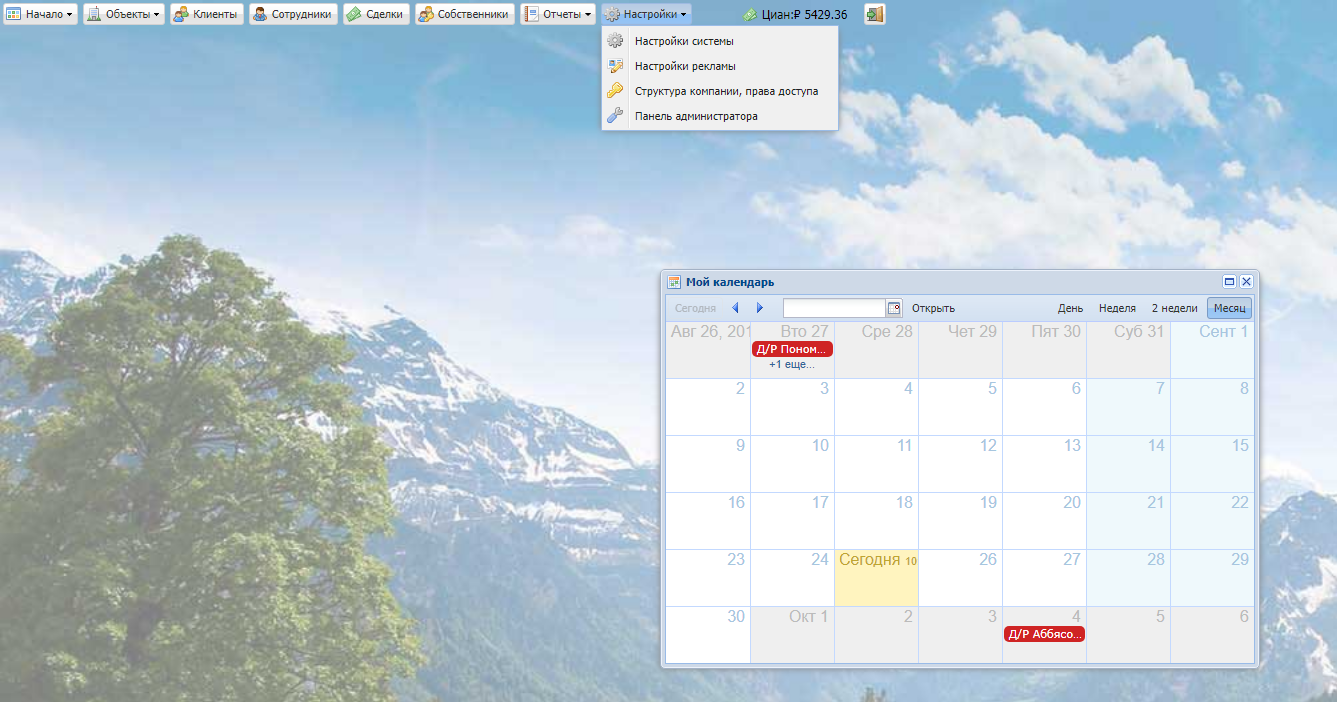 Начало Объекты Клиенты Сотрудники Сделки Собственники Отчеты Настройки Циан:₽ 5429.36
Настройки системы
Настройки рекламы
Структура компании, права доступа
Панель администратора
Мой календарь
Сегодня Открыть День Неделя 2 недели Месяц
Авг 26, 201 Вто 27 Сре 28 Чет 29 Пят 30 Суб 31 Сент 1
Д/Р Поном...
+1 еще...
2 3 4 5 6 7 8
9 10 11 12 13 14 15
16 17 18 19 20 21 22
23 24 Сегодня 10 26 27 28 29
30 Окт 1 2 3 4 5 6
Д/Р Аббясо...